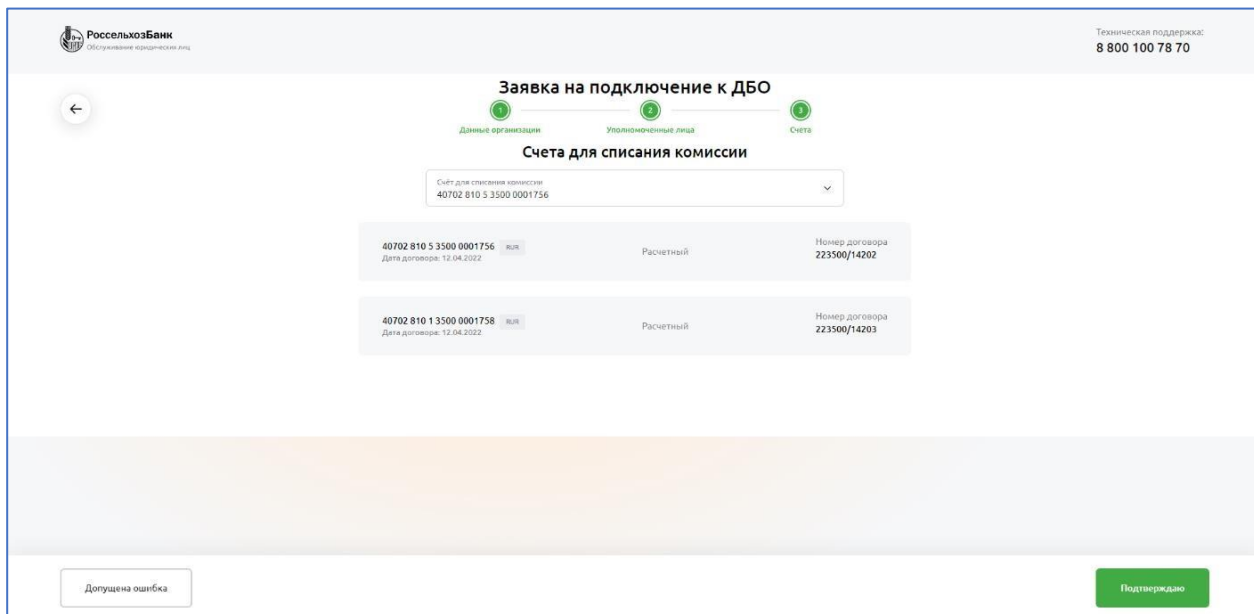 РоссельхозБанк
Обслуживание юридических лиц
Техническая поддержка:
8 800 100 78 70
Заявка на подключение к ДБО
1 2 3
Данные организации Уполномоченные лица Счета
Счета для списания комиссии
Счёт для списания комиссии
40702 810 5 3500 0001756
40702 810 5 3500 0001756 RUR
Дата договора: 12.04.2022
Расчетный
Номер договора
223500/14202
40702 810 1 3500 0001758 RUR
Дата договора: 12.04.2022
Расчетный
Номер договора
223500/14203
Допущена ошибка
Подтверждаю